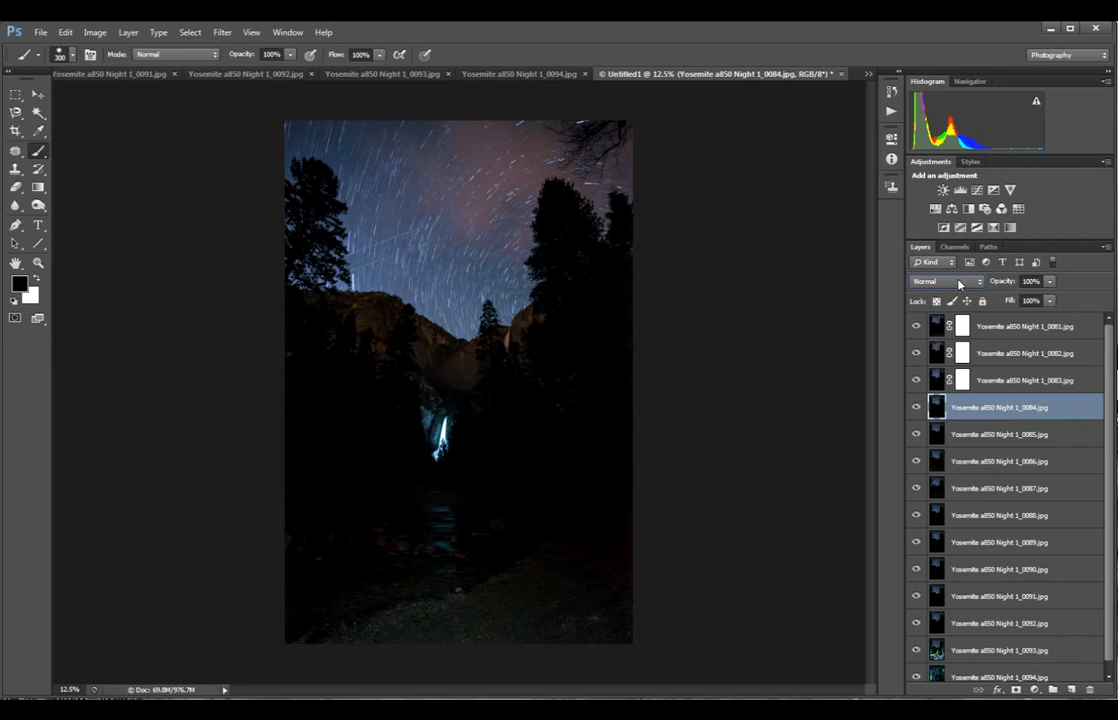 Ps File Edit Image Layer Type Select Filter View Window Help
300 Mode: Normal Opacity: 100% Flow: 100% Photography
Yosemite a850 Night 1_0091.jpg × Yosemite a850 Night 1_0092.jpg × Yosemite a850 Night 1_0093.jpg × Yosemite a850 Night 1_0094.jpg × © Untitled1 @ 12.5% (Yosemite a850 Night 1_0084.jpg, RGB/8*) * ×
Histogram Navigator
Adjustments Styles
Add an adjustment
Layers Channels Paths
Kind
Normal Opacity: 100%
Lock: Fill: 100%
Yosemite a850 Night 1_0081.jpg
Yosemite a850 Night 1_0082.jpg
Yosemite a850 Night 1_0083.jpg
Yosemite a850 Night 1_0084.jpg
Yosemite a850 Night 1_0085.jpg
Yosemite a850 Night 1_0086.jpg
Yosemite a850 Night 1_0087.jpg
Yosemite a850 Night 1_0088.jpg
Yosemite a850 Night 1_0089.jpg
Yosemite a850 Night 1_0090.jpg
Yosemite a850 Night 1_0091.jpg
Yosemite a850 Night 1_0092.jpg
Yosemite a850 Night 1_0093.jpg
Yosemite a850 Night 1_0094.jpg
12.5% © Doc: 69.8M/976.7M